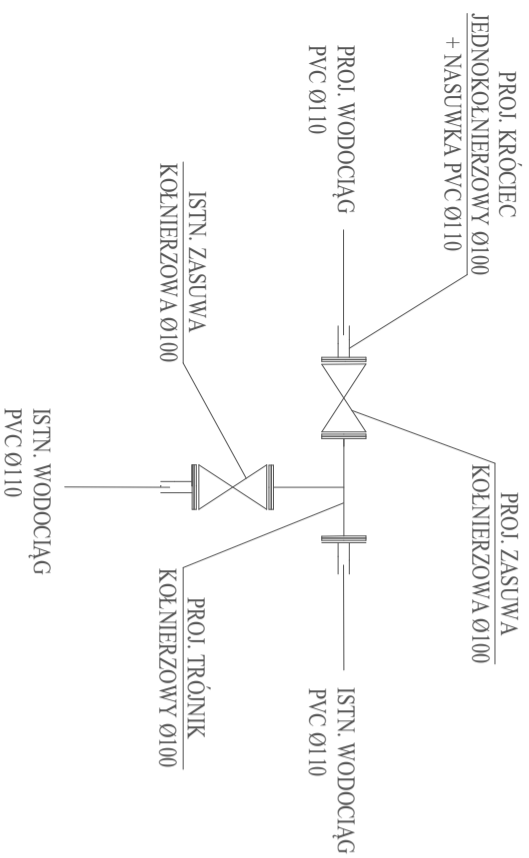 PROJ. KRÓCIEC
JEDNOKOŁNIERZOWY Ø100
+ NASUWKA PVC Ø110
PROJ. ZASUWA
KOŁNIERZOWA Ø100
PROJ. WODOCIĄG
PVC Ø110
ISTN. WODOCIĄG
PVC Ø110
ISTN. ZASUWA
KOŁNIERZOWA Ø100
PROJ. TRÓJNIK
KOŁNIERZOWY Ø100
ISTN. WODOCIĄG
PVC Ø110